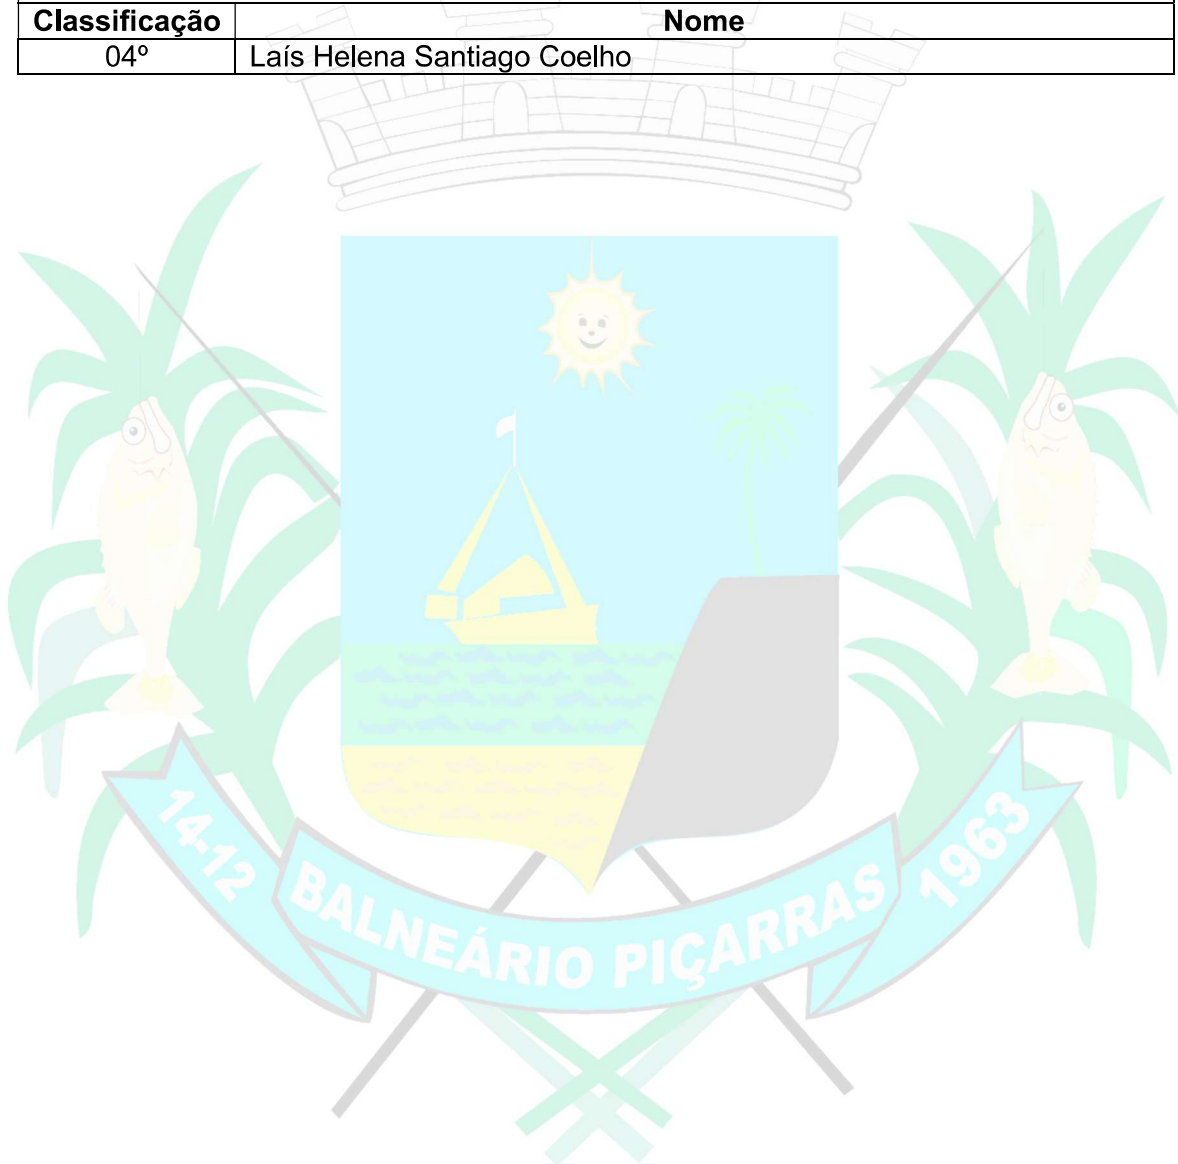 Classificação Nome
04º Laís Helena Santiago Coelho
14-12 BALNEÁRIO PIÇARRAS 1963